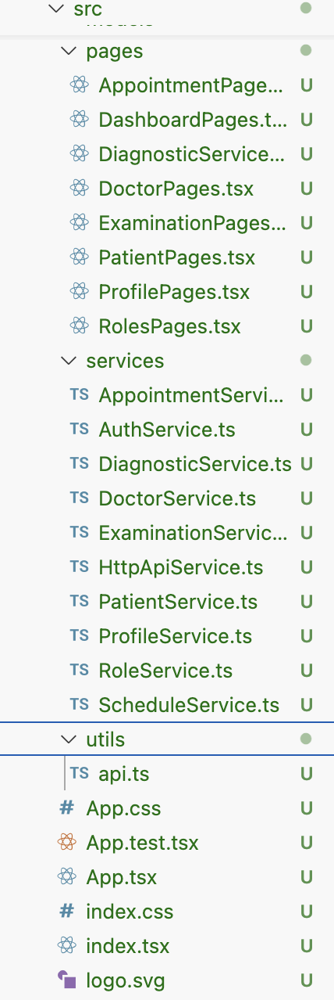 src
models
pages
AppointmentPage... U
DashboardPages.t... U
DiagnosticService... U
DoctorPages.tsx U
ExaminationPages... U
PatientPages.tsx U
ProfilePages.tsx U
RolesPages.tsx U
services
TS AppointmentServi... U
TS AuthService.ts U
TS DiagnosticService.ts U
TS DoctorService.ts U
TS ExaminationServic... U
TS HttpApiService.ts U
TS PatientService.ts U
TS ProfileService.ts U
TS RoleService.ts U
TS ScheduleService.ts U
utils
TS api.ts U
# App.css U
App.test.tsx U
App.tsx U
# index.css U
index.tsx U
logo.svg U